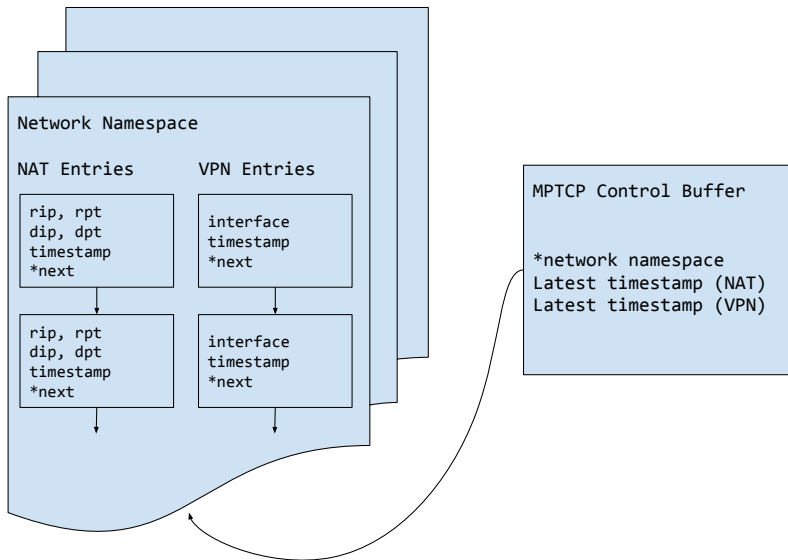 Network Namespace
NAT Entries
rip, rpt
dip, dpt
timestamp
*next
rip, rpt
dip, dpt
timestamp
*next
VPN Entries
interface
timestamp
*next
interface
timestamp
*next
MPTCP Control Buffer
*network namespace
Latest timestamp (NAT)
Latest timestamp (VPN)